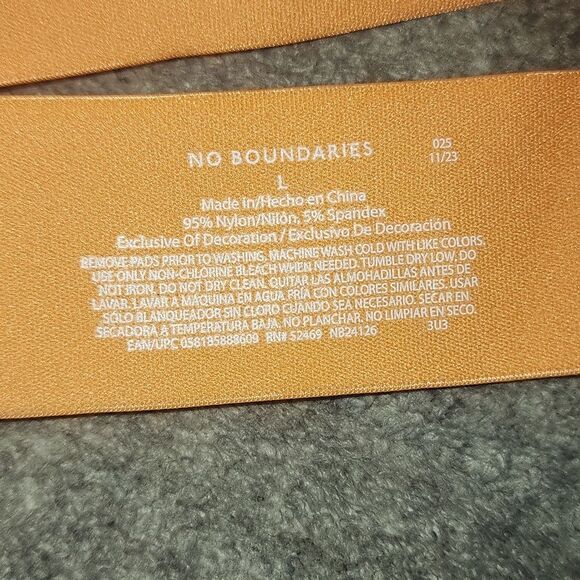 NO BOUNDARIES
025
11/23
L
Made in/Hecho en China
95% Nylon/Nilón, 5% Spandex
Exclusive Of Decoration / Exclusivo De Decoración
REMOVE PADS PRIOR TO WASHING. MACHINE WASH COLD WITH LIKE COLORS.
USE ONLY NON-CHLORINE BLEACH WHEN NEEDED. TUMBLE DRY LOW. DO
NOT IRON. DO NOT DRY CLEAN. QUITAR LAS ALMOHADILLAS ANTES DE
LAVAR. LAVAR A MÁQUINA EN AGUA FRÍA CON COLORES SIMILARES. USAR
SÓLO BLANQUEADOR SIN CLORO CUANDO SEA NECESARIO. SECAR EN
SECADORA A TEMPERATURA BAJA. NO PLANCHAR. NO LIMPIAR EN SECO.
EAN/UPC 058185888609 RN# 52469 NB24126 3U3